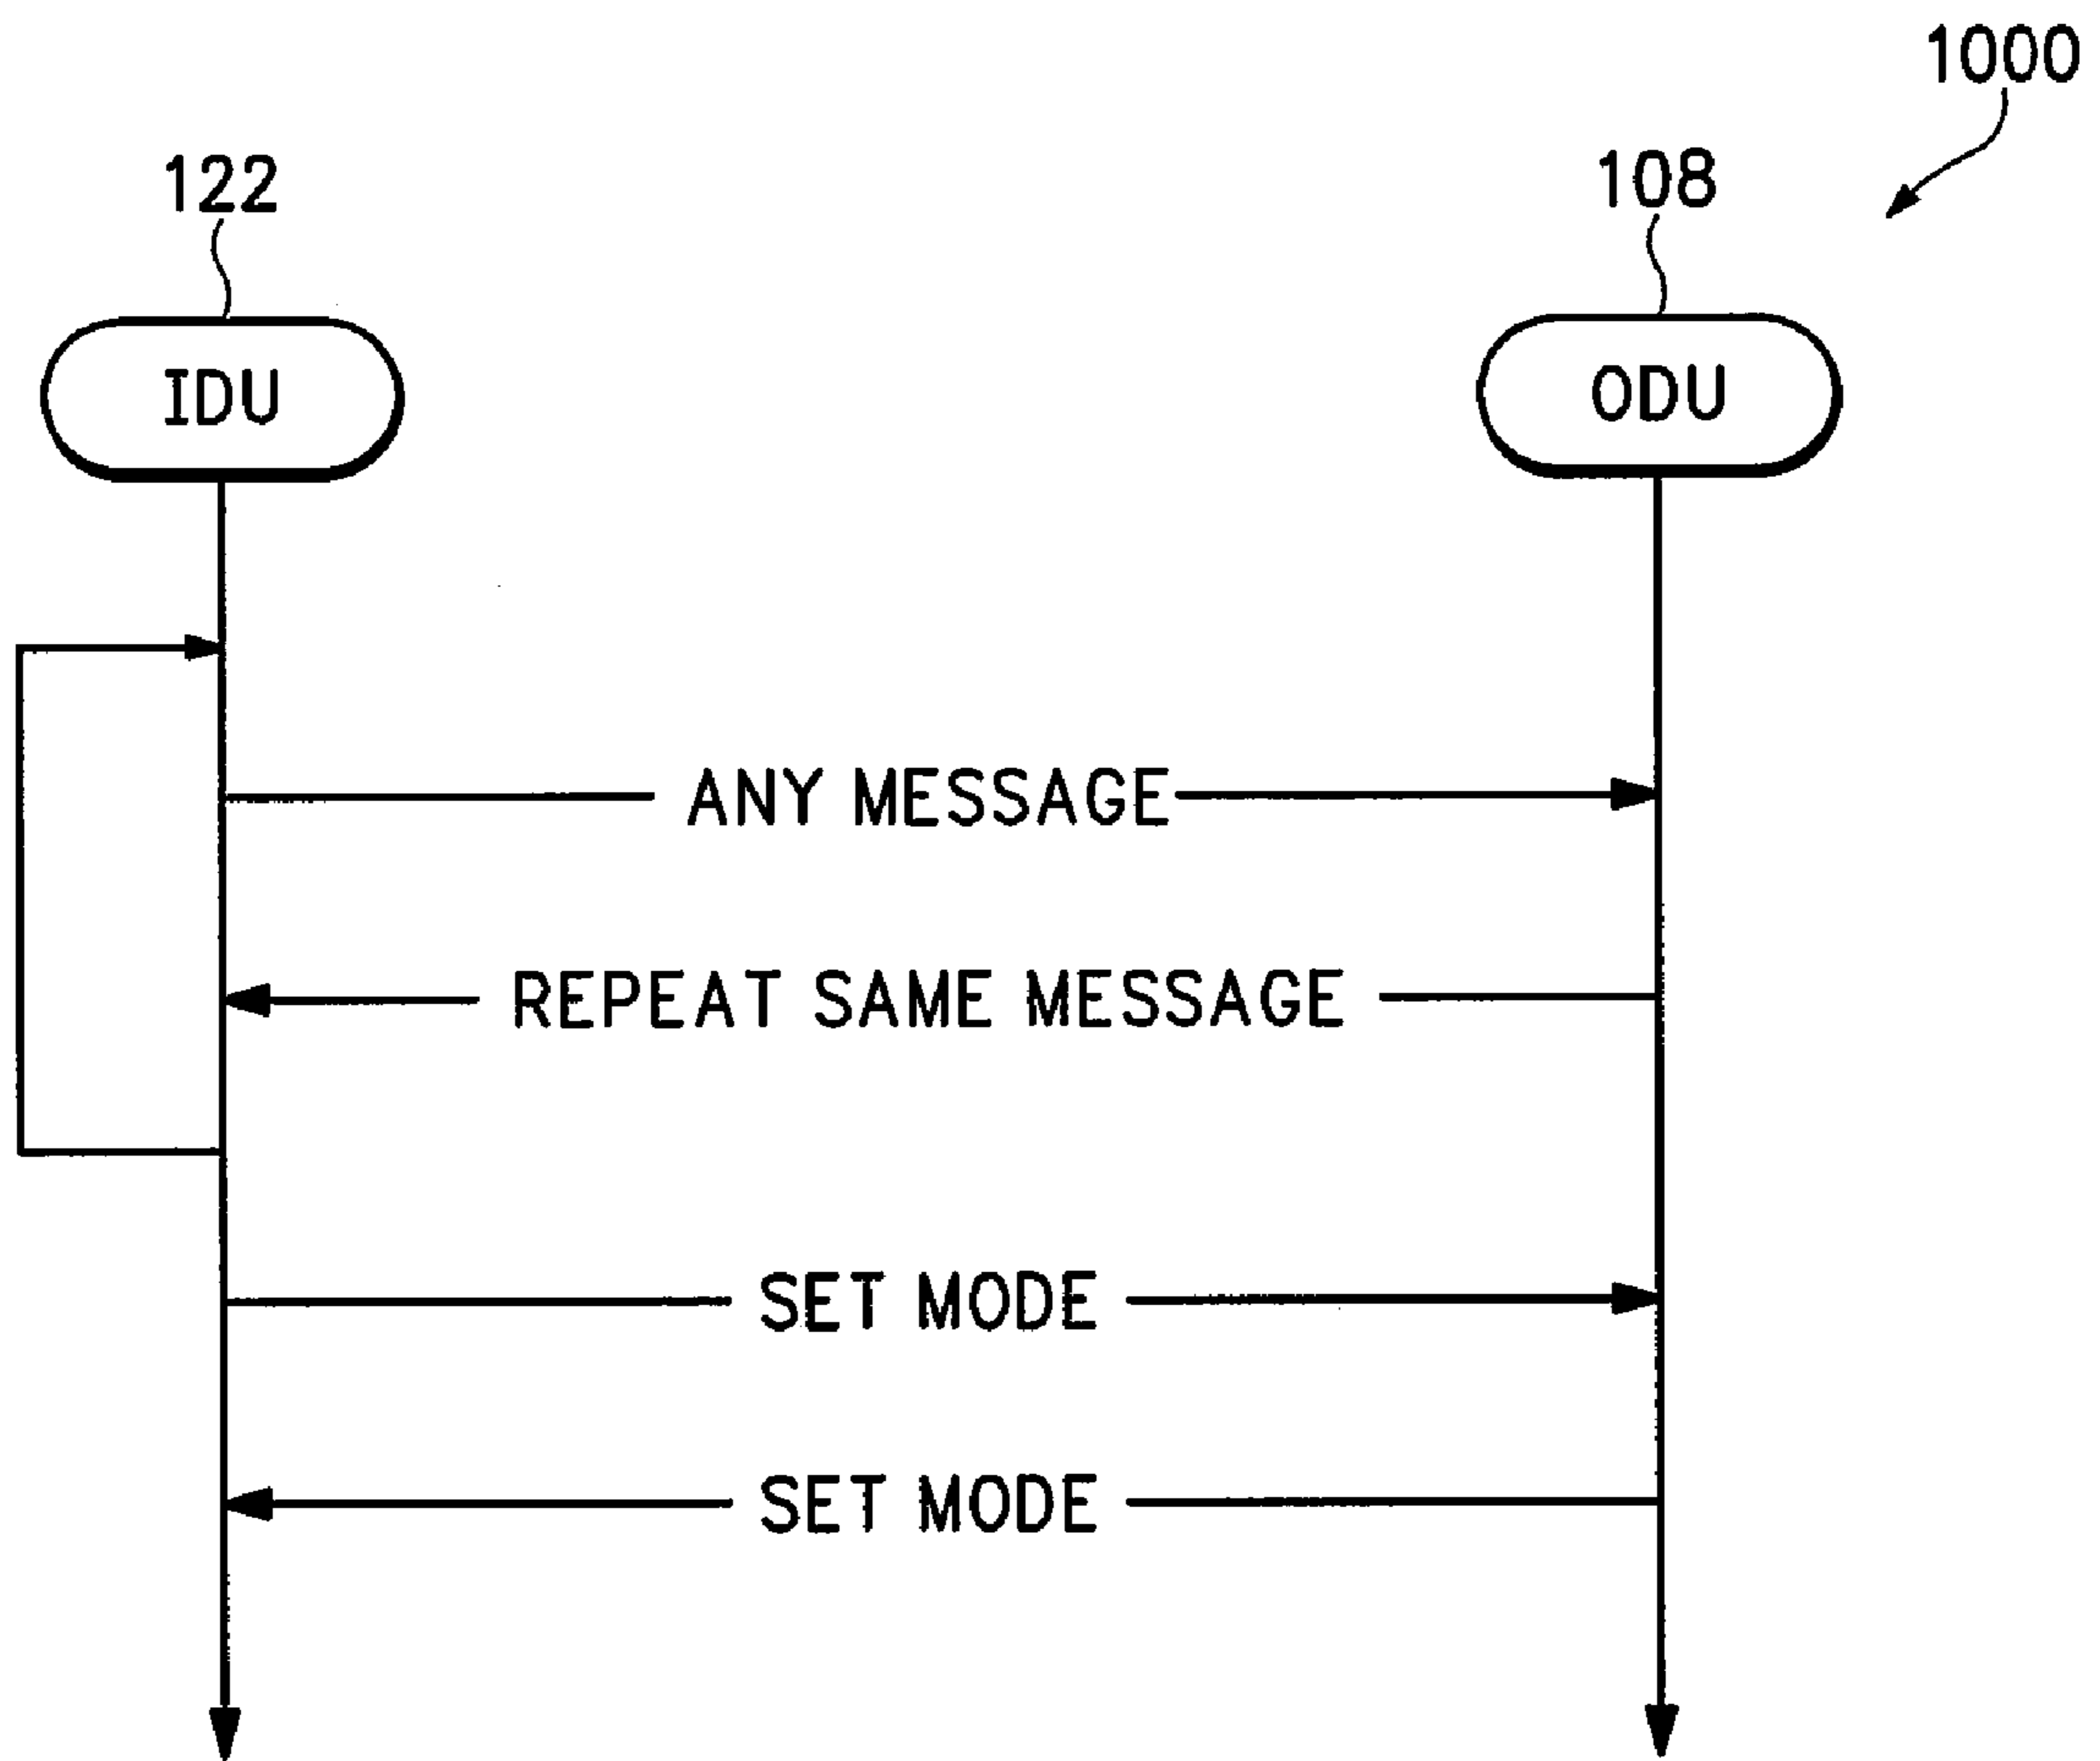 1000
122
108
IDU
ODU
ANY MESSAGE
REPEAT SAME MESSAGE
SET MODE
SET MODE